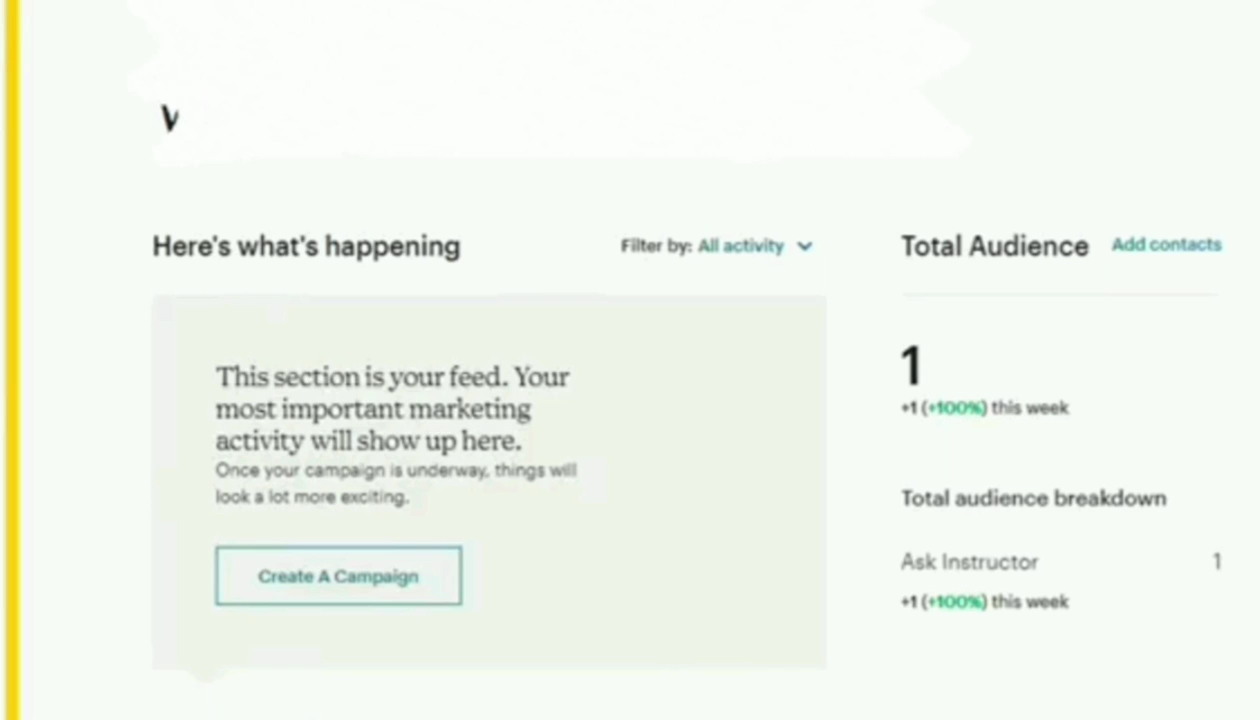 Here's what's happening
Filter by: All activity
This section is your feed. Your
most important marketing
activity will show up here.
Once your campaign is underway, things will
look a lot more exciting.
Create A Campaign
Total Audience
Add contacts
1
+1 (+100%) this week
Total audience breakdown
Ask Instructor 1
+1 (+100%) this week